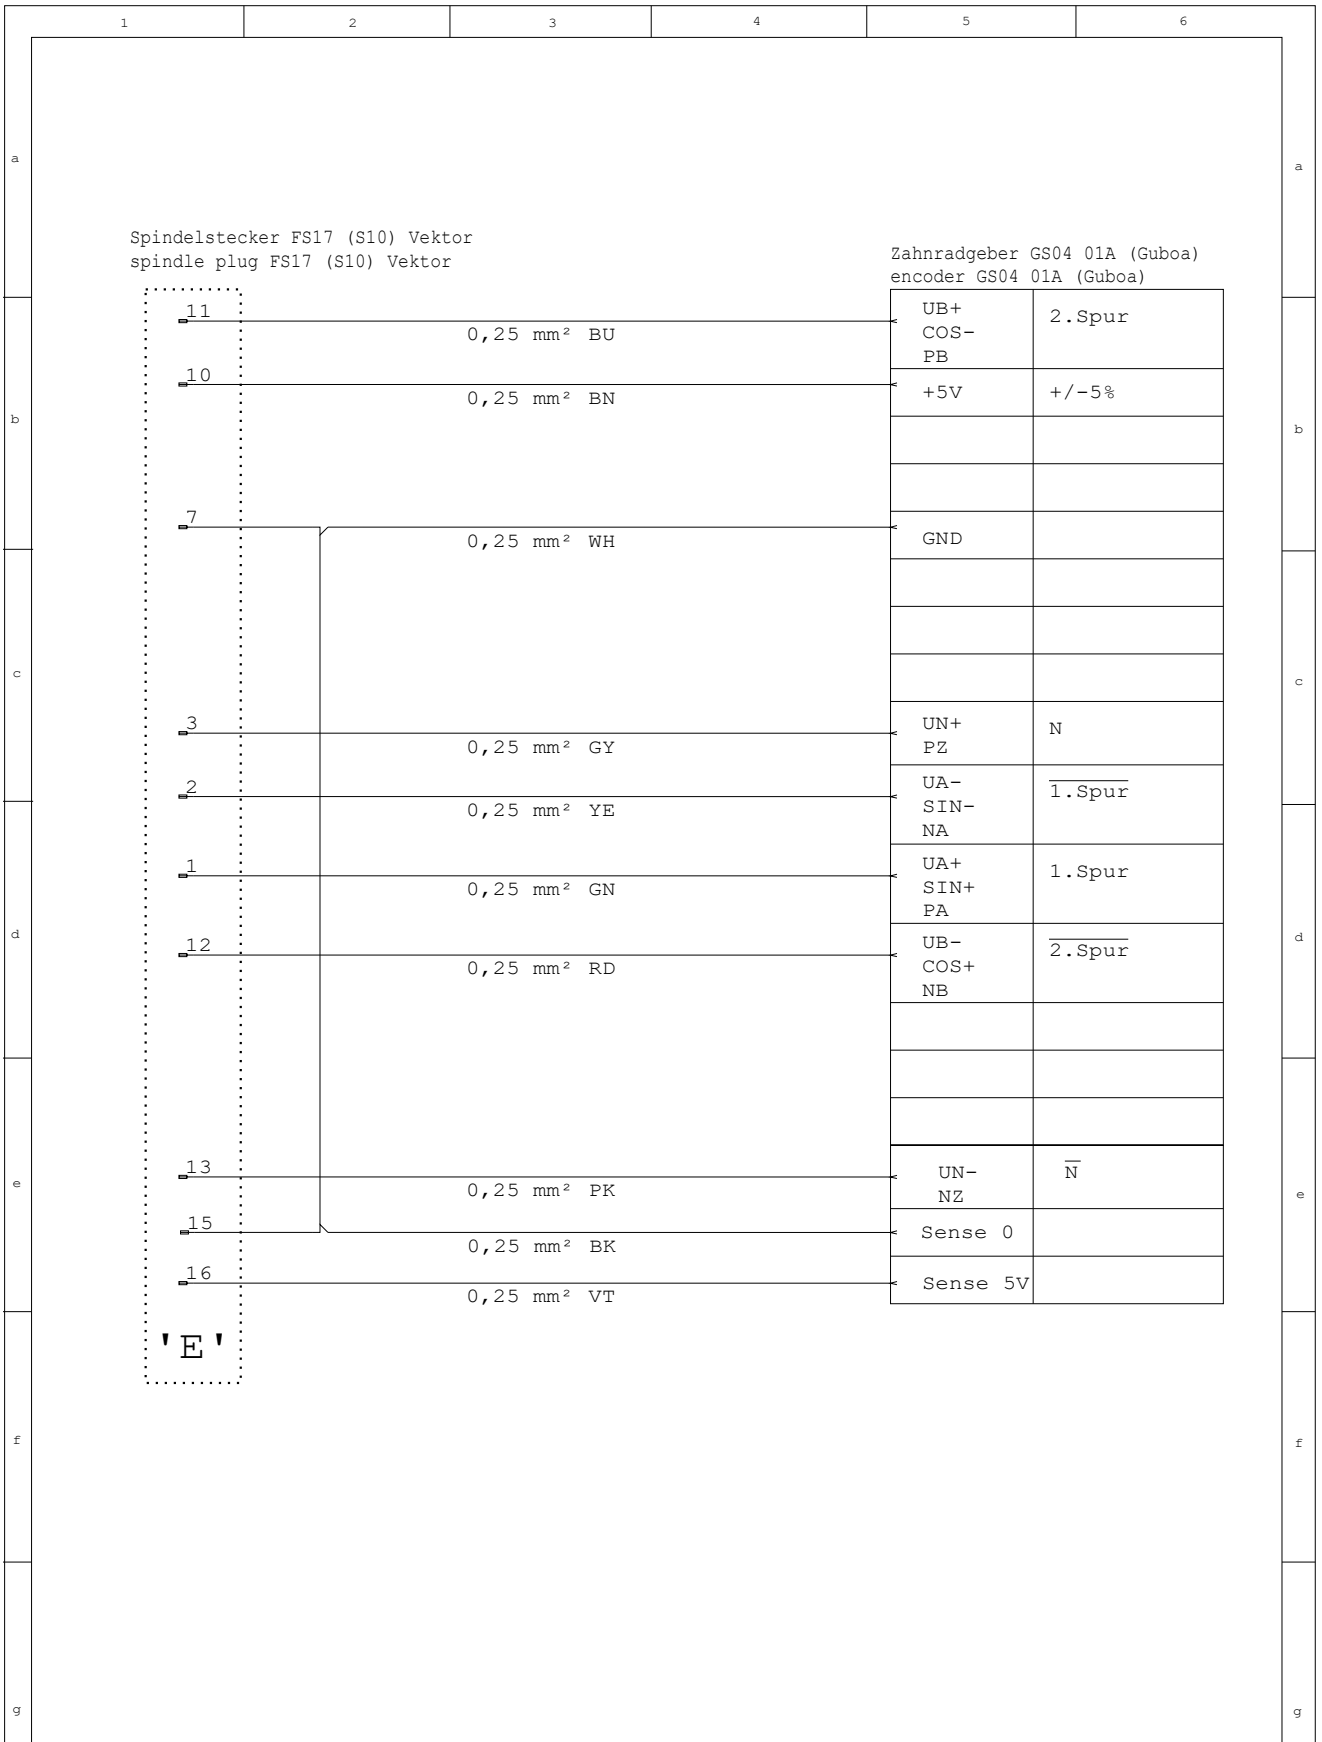 1 2 3 4 5 6
a a
Spindelstecker FS17 (S10) Vektor
spindle plug FS17 (S10) Vektor
Zahnradgeber GS04 01A (Guboa)
encoder GS04 01A (Guboa)
11 0,25 mm² BU UB+ 2.Spur
COS-
PB
10 0,25 mm² BN +5V +/-5%
b b
7 0,25 mm² WH GND
c c
3 0,25 mm² GY UN+ N
PZ
2 0,25 mm² YE UA- 1.Spur
SIN-
NA
1 0,25 mm² GN UA+ 1.Spur
SIN+
PA
d d
12 0,25 mm² RD UB- 2.Spur
COS+
NB
13 0,25 mm² PK UN- N
NZ
e e
15 0,25 mm² BK Sense 0
16 0,25 mm² VT Sense 5V
'E'
f f
g g